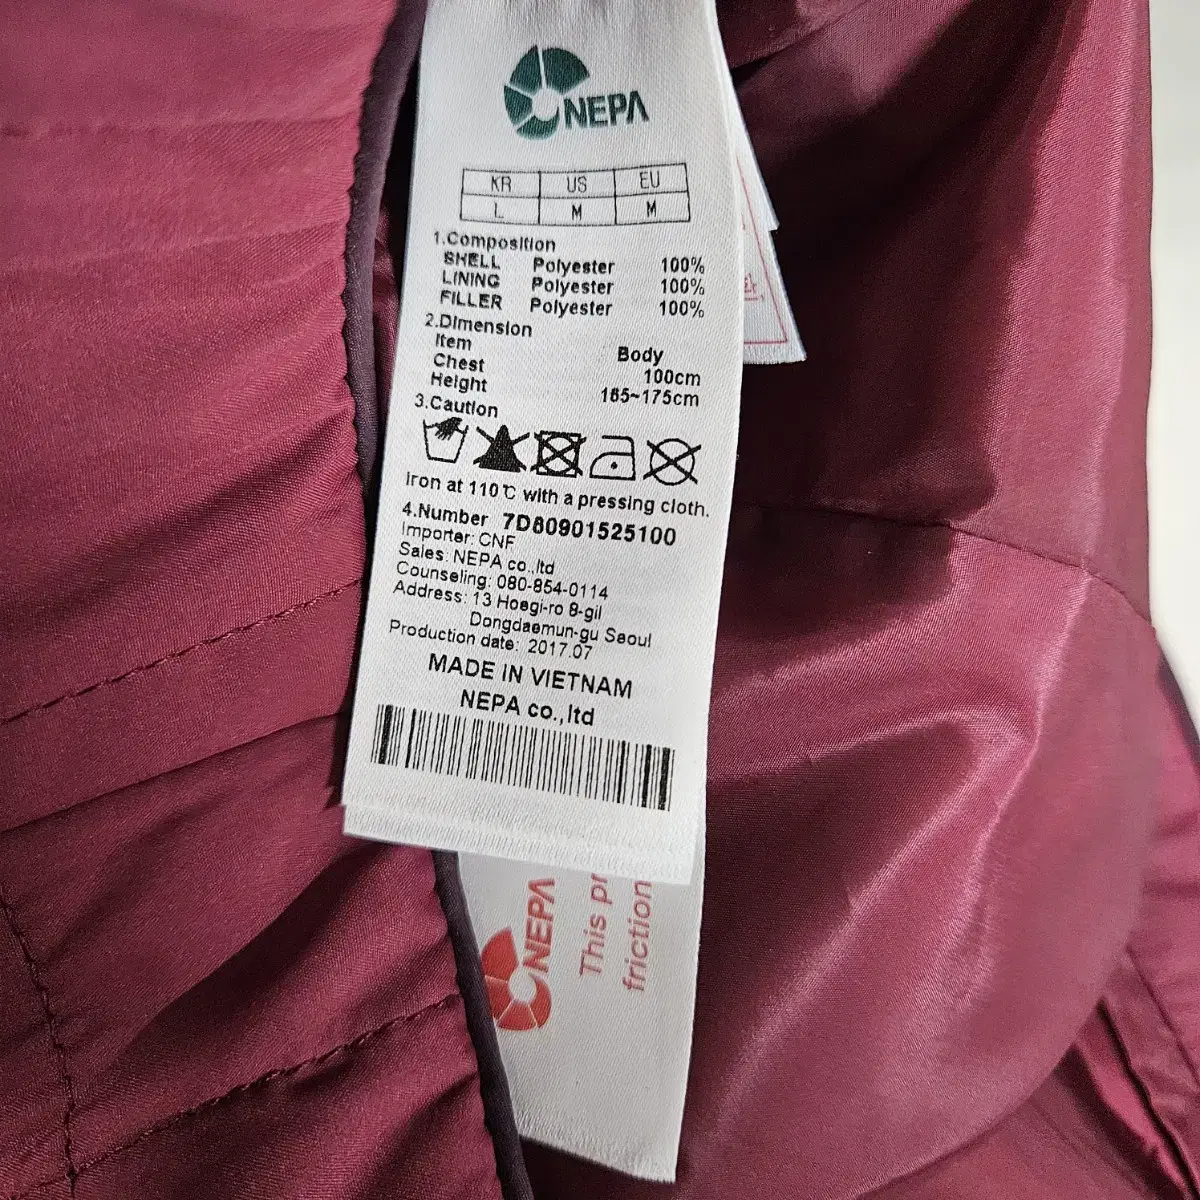 NEPA
KR US EU
L M M
1.Composition
SHELL Polyester 100%
LINING Polyester 100%
FILLER Polyester 100%
2.Dimension
Item Body
Chest 100cm
Height 165~175cm
3.Caution
Iron at 110℃ with a pressing cloth.
4.Number 7D80901525100
Importer: CNF
Sales: NEPA co.,ltd
Counseling: 080-854-0114
Address: 13 Hoegi-ro 8-gil
Dongdaemun-gu Seoul
Production date: 2017.07
MADE IN VIETNAM
NEPA co.,ltd
NEPA
This pr
friction